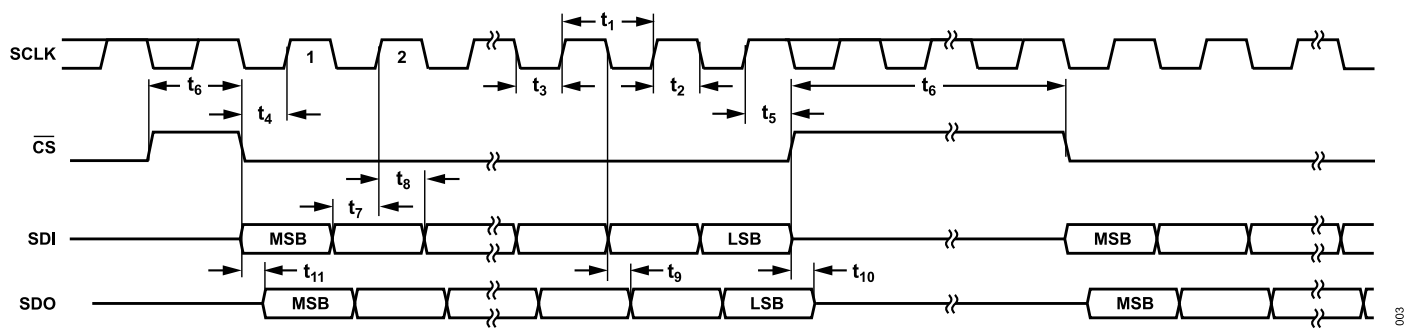 t₁
SCLK 1 2
t₆ t₃ t₂ t₆
t₄ t₅
CS
t₈
t₇
SDI MSB LSB MSB
t₁₁ t₉ t₁₀
SDO MSB LSB MSB
003